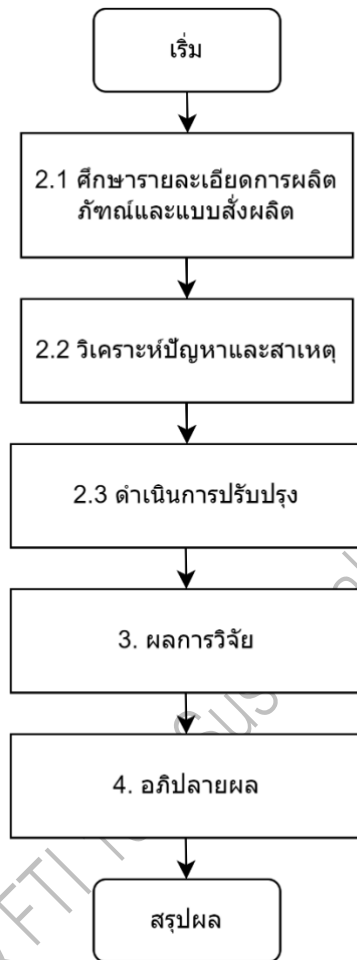 เริ่ม
2.1 ศึกษารายละเอียดการผลิต
ภัฑณ์และแบบสั่งผลิต
2.2 วิเคราะห์ปัญหาและสาเหตุ
2.3 ดำเนินการปรับปรุง
3. ผลการวิจัย
4. อภิปลายผล
สรุปผล
FTI